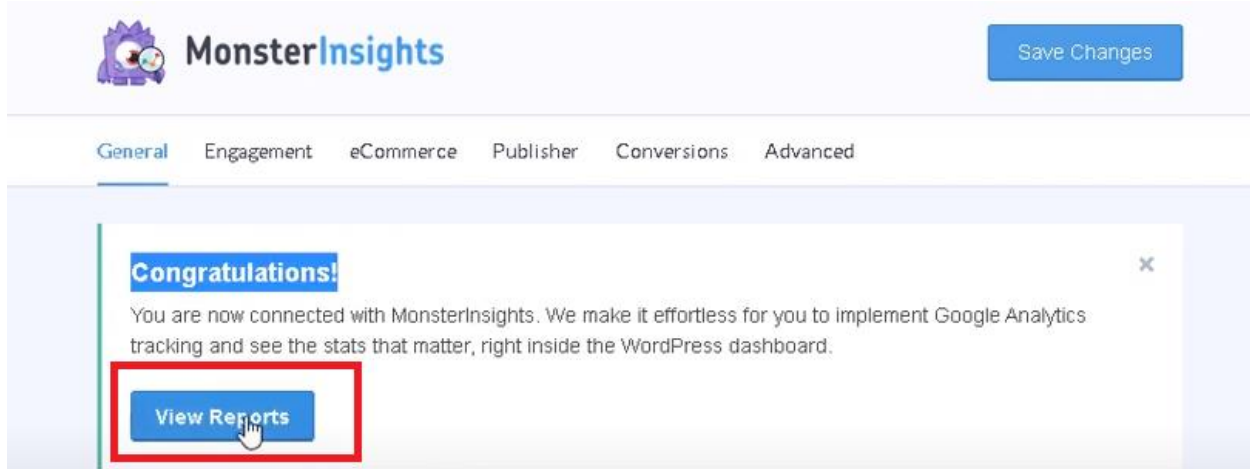 MonsterInsights
Save Changes
General Engagement eCommerce Publisher Conversions Advanced
Congratulations!
You are now connected with MonsterInsights. We make it effortless for you to implement Google Analytics
tracking and see the stats that matter, right inside the WordPress dashboard.
View Reports